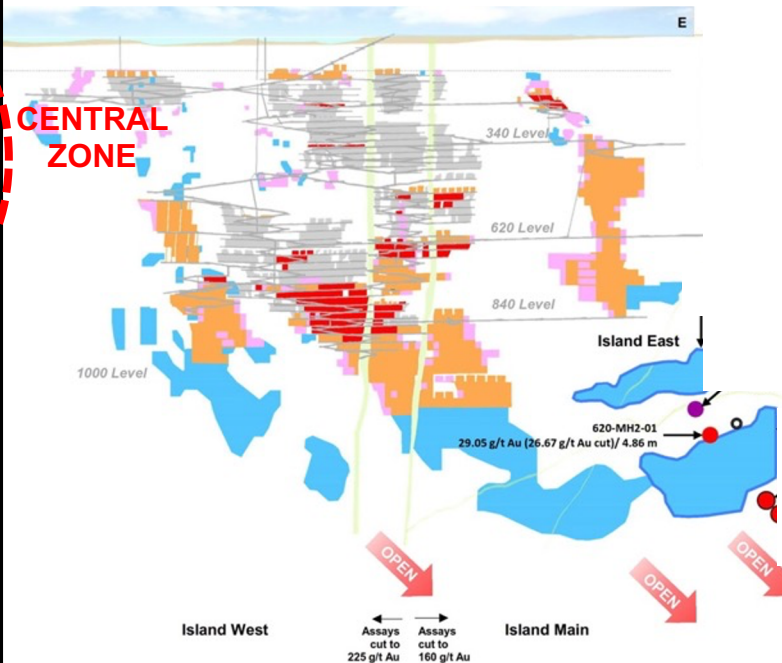 E
CENTRAL
ZONE
340 Level
620 Level
840 Level
Island East
1000 Level
620-MH2-01
29.05 g/t Au (26.67 g/t Au cut)/ 4.86 m
OPEN
OPEN
OPEN
Island West
Assays
cut to
225 g/t Au
Assays
cut to
160 g/t Au
Island Main